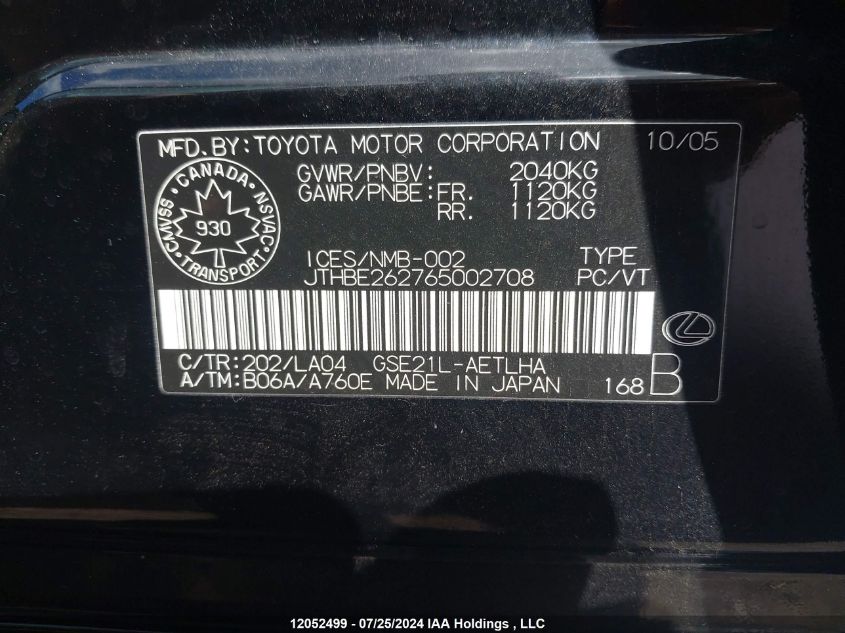 MFD.BY:TOYOTA MOTOR CORPORATION 10/05
GVWR/PNBV: 2040KG
GAWR/PNBE:FR. 1120KG
RR. 1120KG
CANADA
CMVSS 930 NSVAC
TRANSPORT
ICES/NMB-002 TYPE
JTHBE262765002708 PC/VT
C/TR:202/LA04 GSE21L-AETLHA
A/TM:B06A/A760E MADE IN JAPAN 168 B
12052499 - 07/25/2024 IAA Holdings , LLC